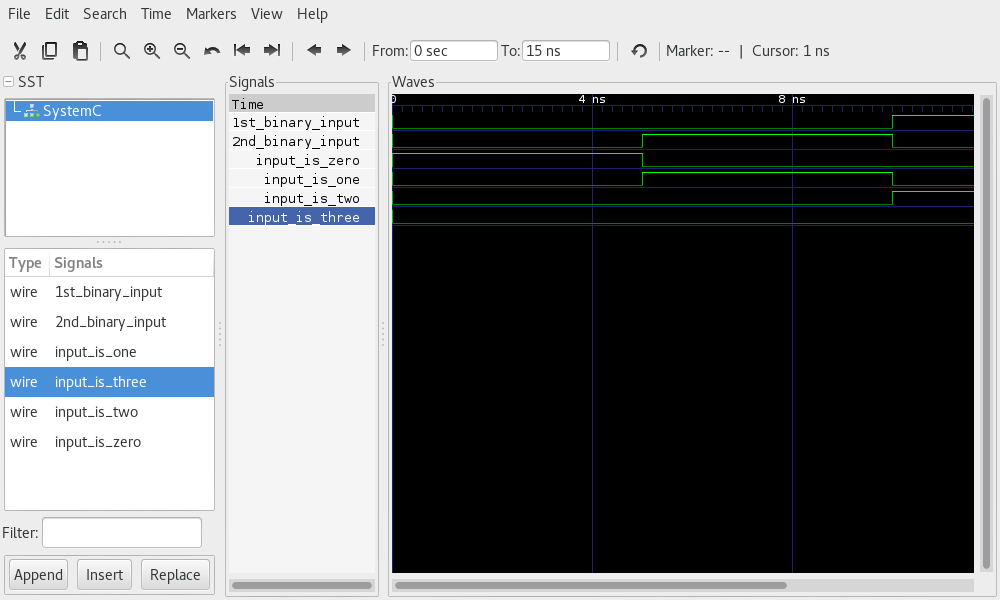 File Edit Search Time Markers View Help
From: 0 sec To: 15 ns Marker: -- | Cursor: 1 ns
SST
SystemC
Type Signals
wire 1st_binary_input
wire 2nd_binary_input
wire input_is_one
wire input_is_three
wire input_is_two
wire input_is_zero
Filter:
Append Insert Replace
Signals
Time
1st_binary_input
2nd_binary_input
input_is_zero
input_is_one
input_is_two
input_is_three
Waves
0 4 ns 8 ns